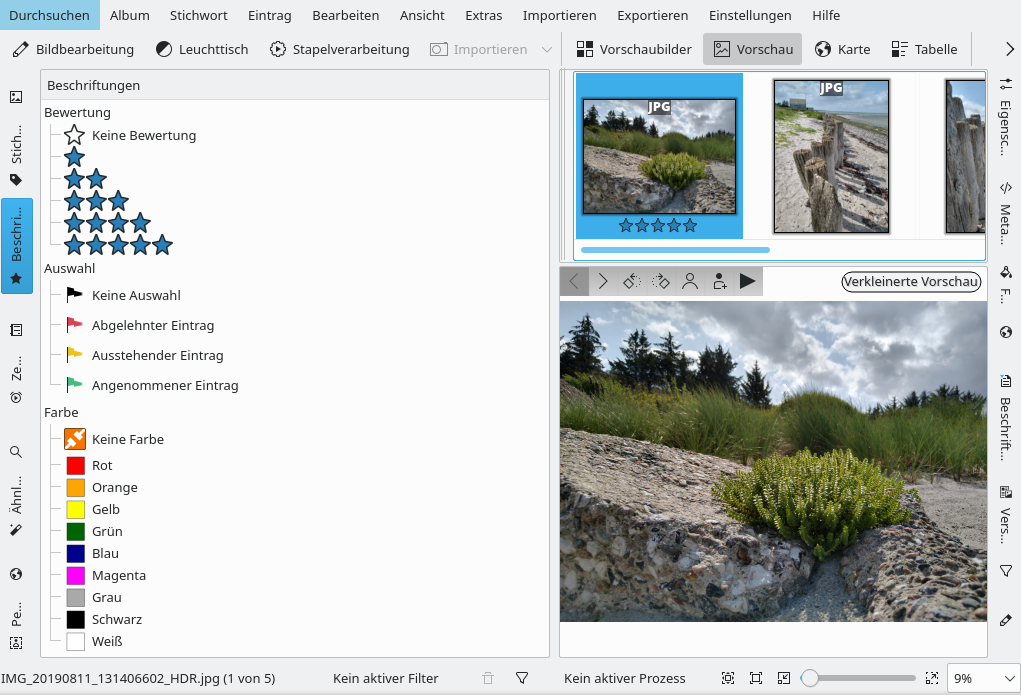 Durchsuchen Album Stichwort Eintrag Bearbeiten Ansicht Extras Importieren Exportieren Einstellungen Hilfe
Bildbearbeitung Leuchttisch Stapelverarbeitung Importieren Vorschaubilder Vorschau Karte Tabelle
Stich...
Beschri...
Ze...
Ähnl...
Pe...
Beschriftungen
Bewertung
Keine Bewertung
Auswahl
Keine Auswahl
Abgelehnter Eintrag
Ausstehender Eintrag
Angenommener Eintrag
Farbe
Keine Farbe
Rot
Orange
Gelb
Grün
Blau
Magenta
Grau
Schwarz
Weiß
JPG
JPG
Verkleinerte Vorschau
Eigensc...
Meta...
F...
Beschrift...
Vers...
IMG_20190811_131406602_HDR.jpg (1 von 5) Kein aktiver Filter Kein aktiver Prozess 9%